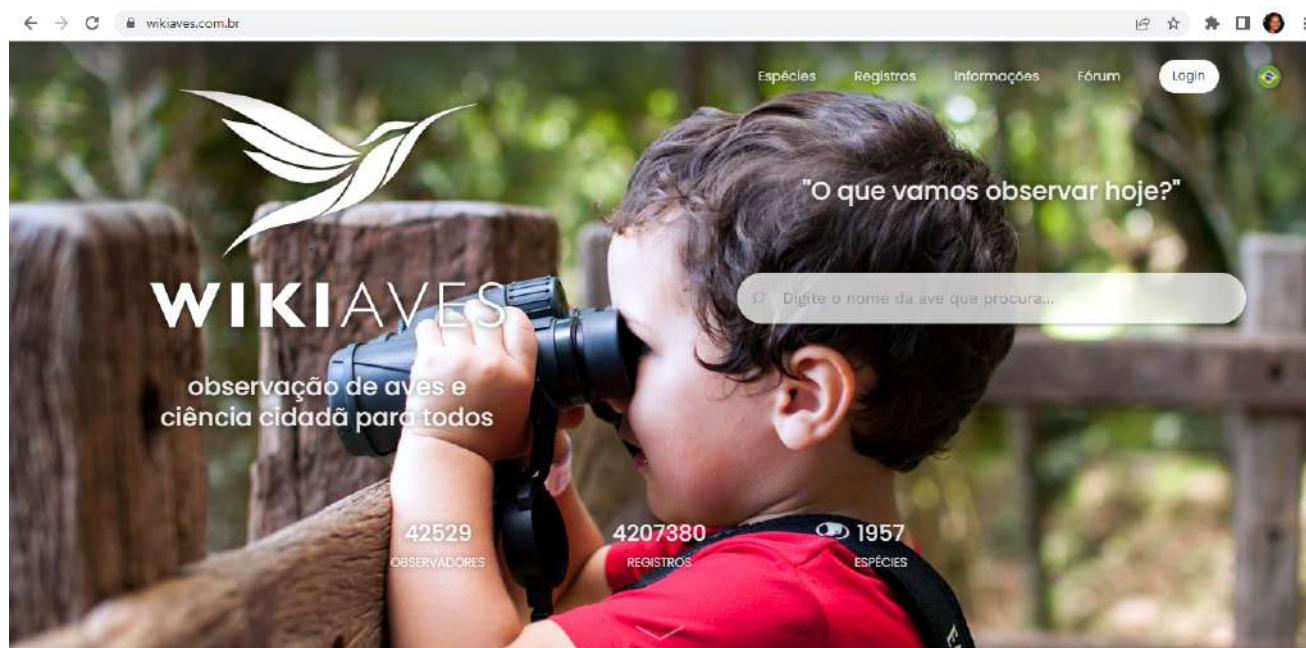 wikiaves.com.br
Espécies Registros Informações Fórum Login
"O que vamos observar hoje?"
WIKIAVES
Digite o nome da ave que procura...
observação de aves e
ciência cidadã para todos
42529 4207380 1957
OBSERVADORES REGISTROS ESPÉCIES